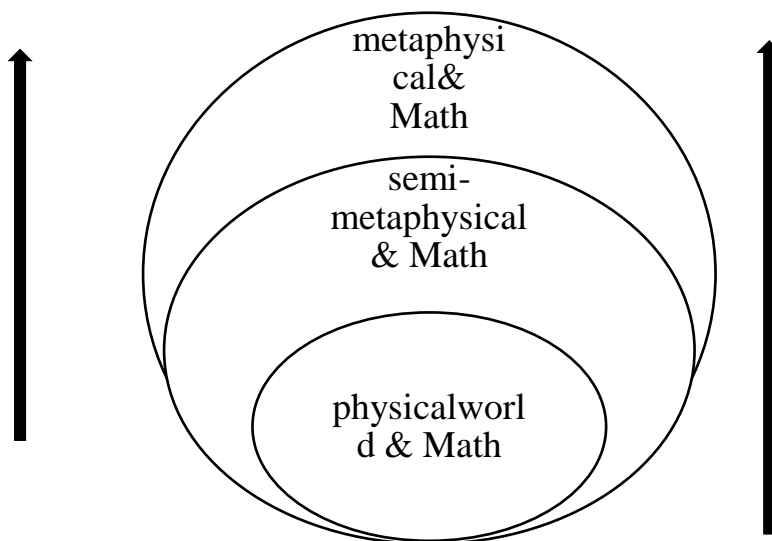 metaphysi
cal&
Math
semi-
metaphysical
& Math
physicalworl
d & Math